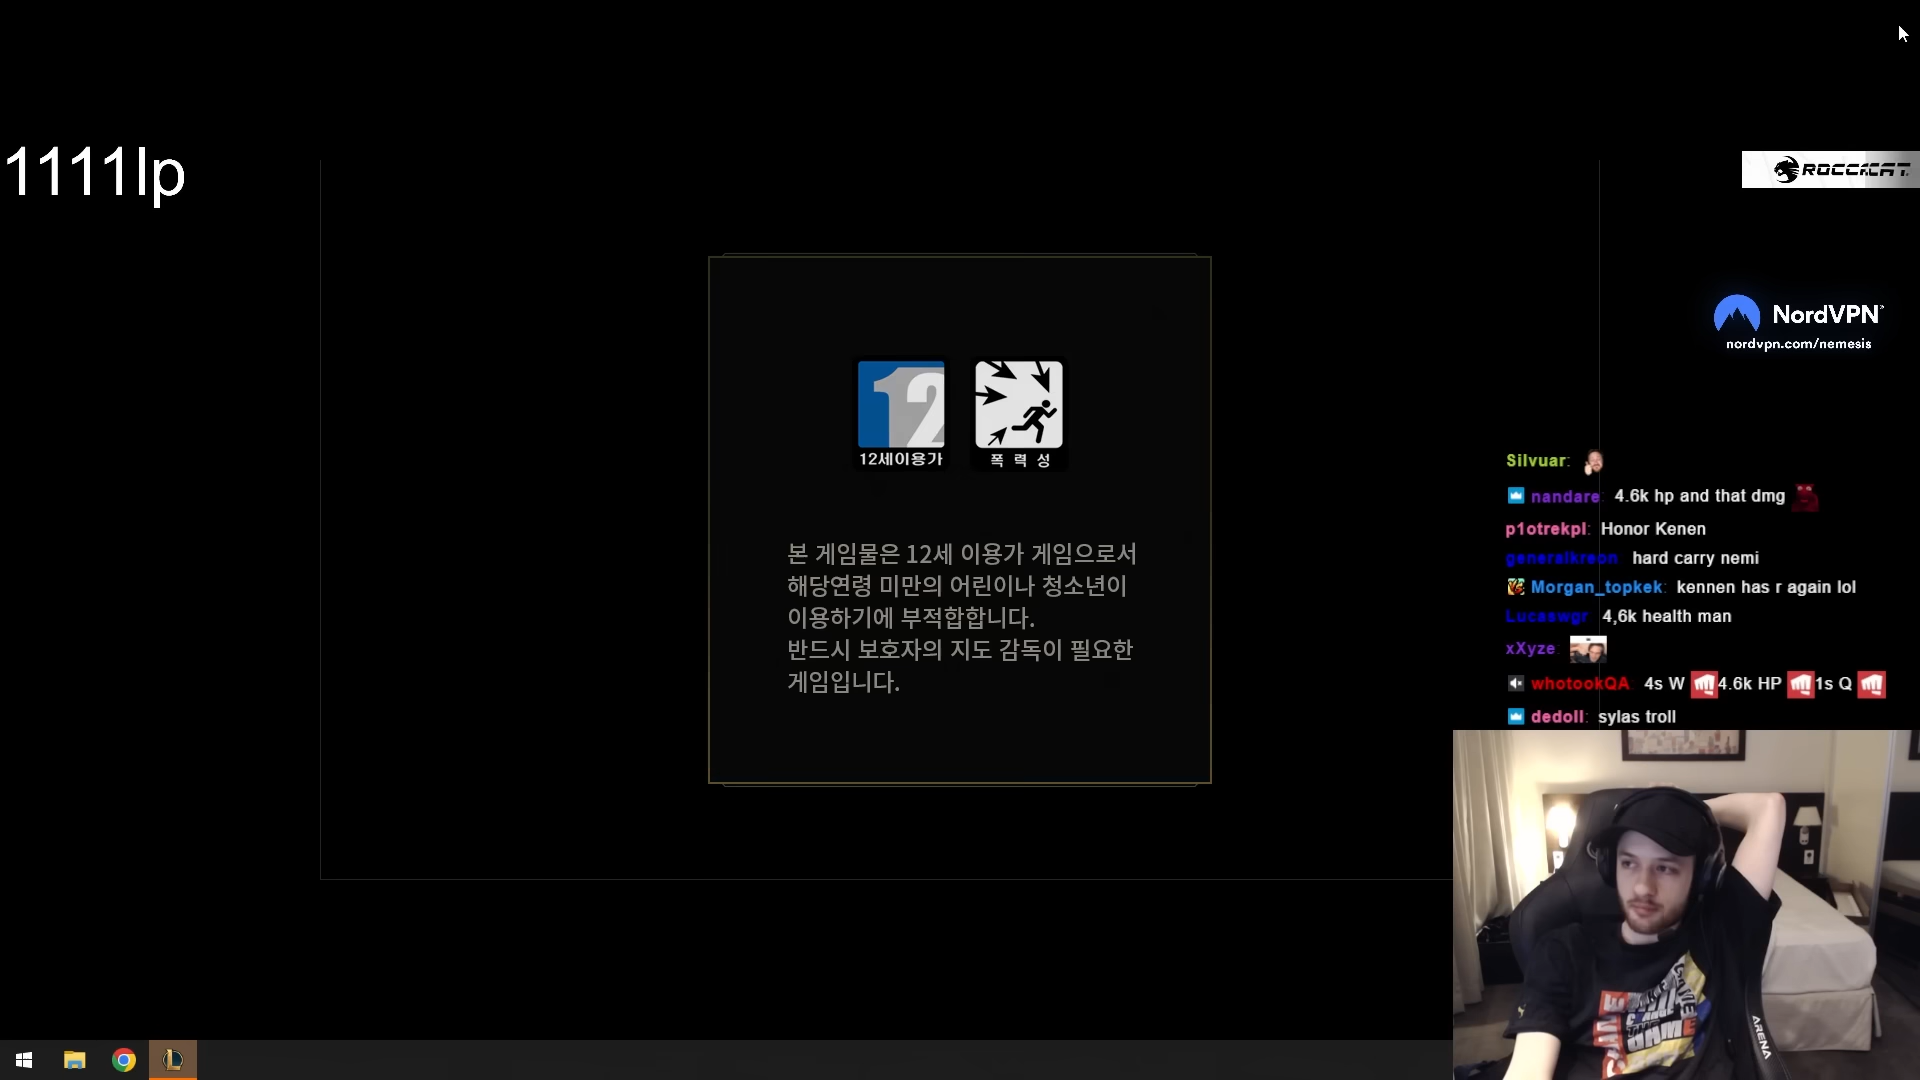 1111lp
ROCCAT
NordVPN
nordvpn.com/nemesis
12
12세이용가
폭력성
본 게임물은 12세 이용가 게임으로서
해당연령 미만의 어린이나 청소년이
이용하기에 부적합합니다.
반드시 보호자의 지도 감독이 필요한
게임입니다.
Silvuar:
nandare: 4.6k hp and that dmg
p1otrekpl: Honor Kenen
generalkreon: hard carry nemi
Morgan_topkek: kennen has r again lol
Lucaswgr: 4,6k health man
xXyze:
whotookQA: 4s W 4.6k HP 1s Q
dedoll: sylas troll
ARENA